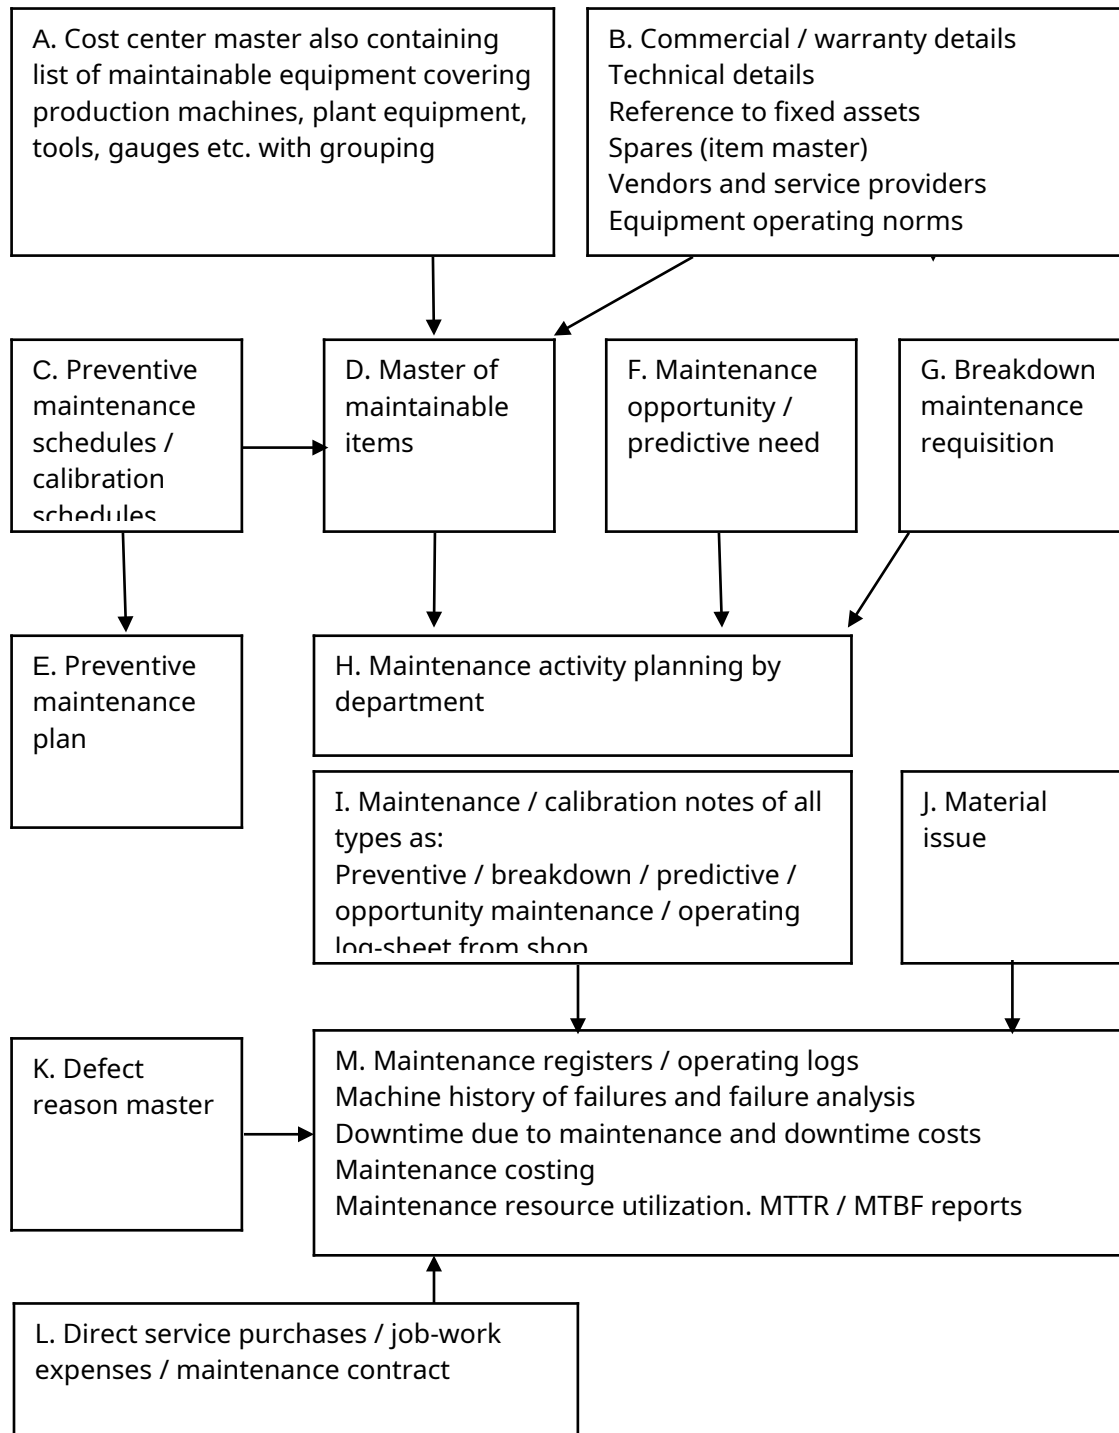 A. Cost center master also containing
list of maintainable equipment covering
production machines, plant equipment,
tools, gauges etc. with grouping
B. Commercial / warranty details
Technical details
Reference to fixed assets
Spares (item master)
Vendors and service providers
Equipment operating norms
C. Preventive
maintenance
schedules /
calibration
schedules
D. Master of
maintainable
items
F. Maintenance
opportunity /
predictive need
G. Breakdown
maintenance
requisition
E. Preventive
maintenance
plan
H. Maintenance activity planning by
department
I. Maintenance / calibration notes of all
types as:
Preventive / breakdown / predictive /
opportunity maintenance / operating
log-sheet from shop
J. Material
issue
K. Defect
reason master
M. Maintenance registers / operating logs
Machine history of failures and failure analysis
Downtime due to maintenance and downtime costs
Maintenance costing
Maintenance resource utilization. MTTR / MTBF reports
L. Direct service purchases / job-work
expenses / maintenance contract